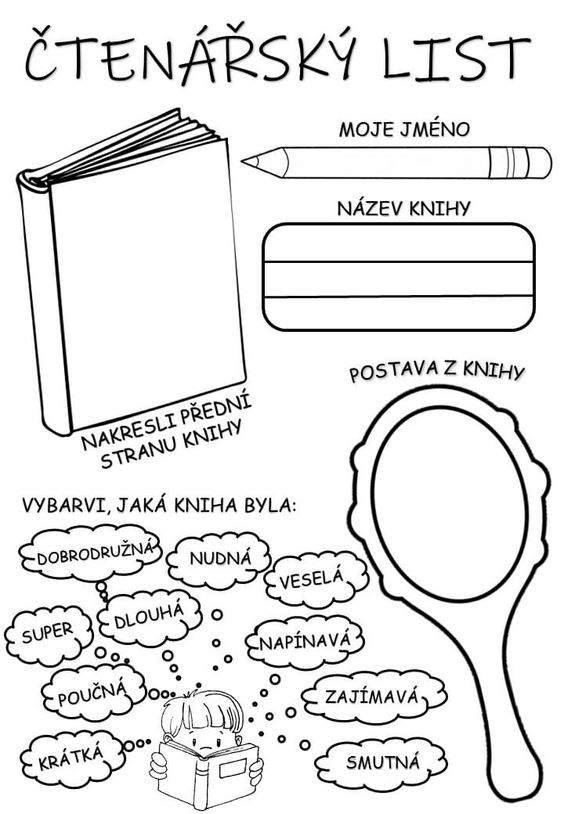 ČTENÁŘSKÝ LIST
MOJE JMÉNO
NÁZEV KNIHY
POSTAVA Z KNIHY
NAKRESLI PŘEDNÍ
STRANU KNIHY
VYBARVI, JAKÁ KNIHA BYLA:
DOBRODRUŽNÁ
NUDNÁ
VESELÁ
DLOUHÁ
SUPER
NAPÍNAVÁ
POUČNÁ
ZAJÍMAVÁ
KRÁTKÁ
SMUTNÁ